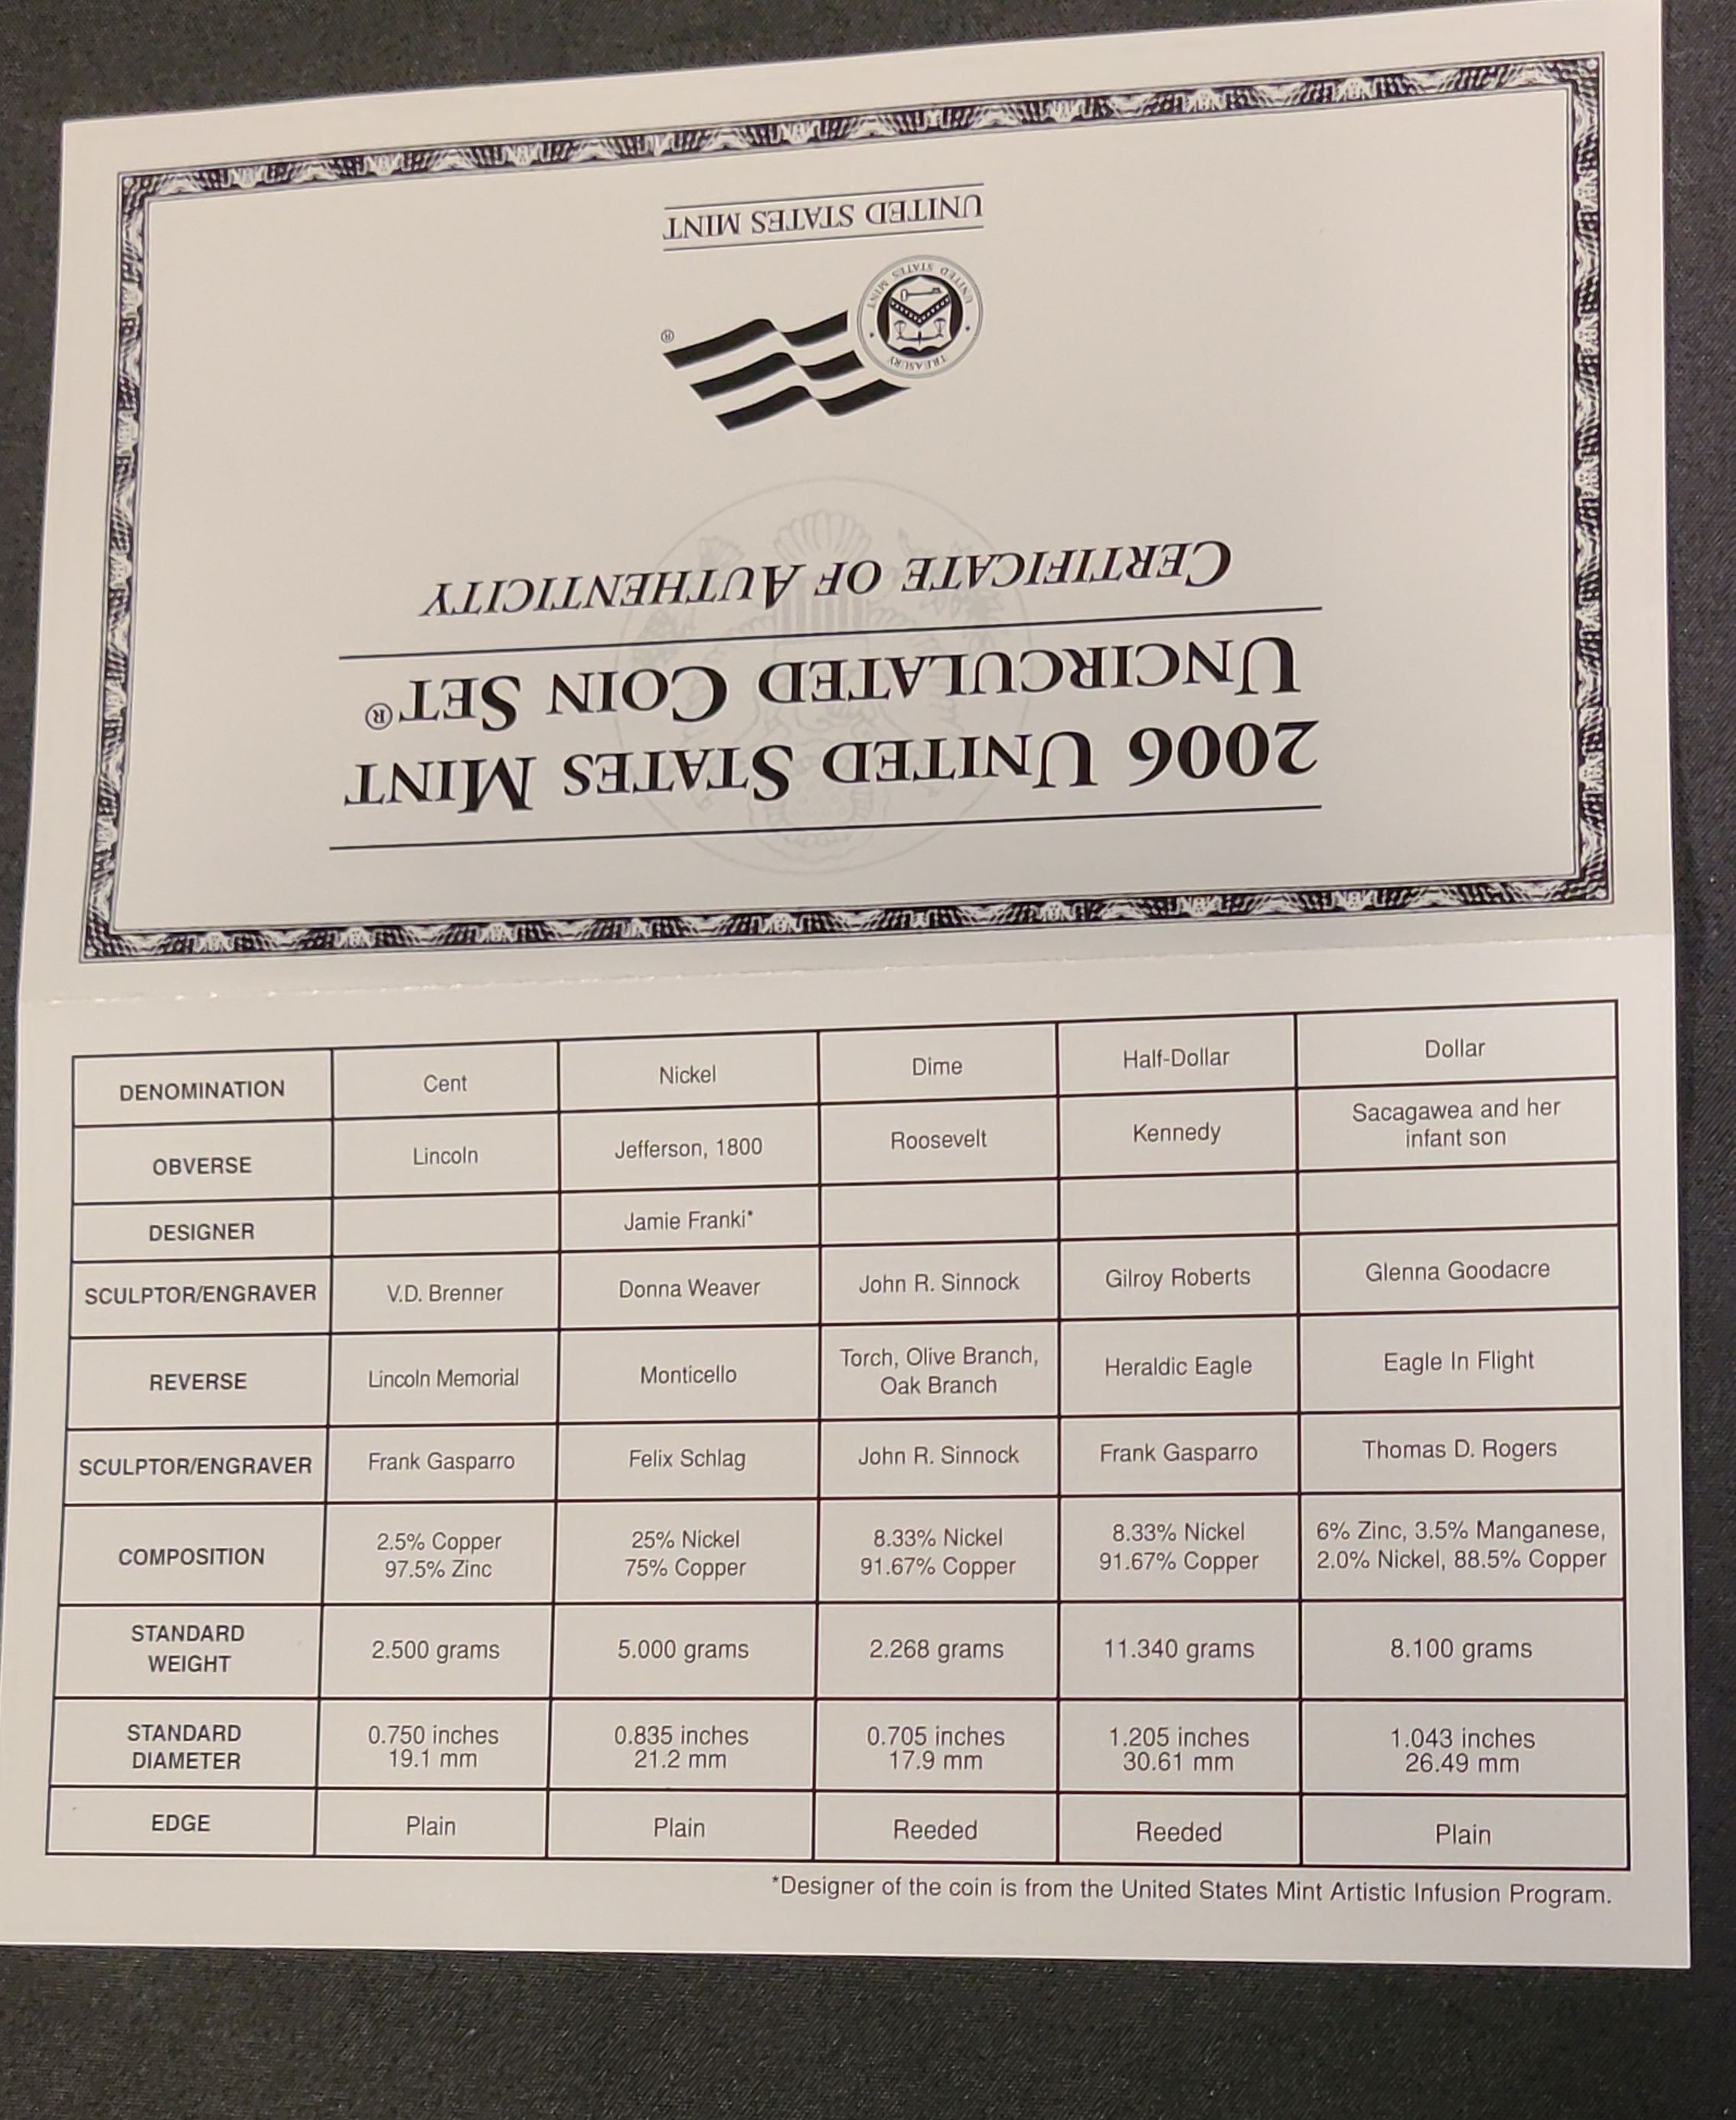 2006 United States Mint
Uncirculated Coin Set®
Certificate of Authenticity
TREASURY
UNITED STATES MINT
®
UNITED STATES MINT
DENOMINATION Cent Nickel Dime Half-Dollar Dollar
OBVERSE Lincoln Jefferson, 1800 Roosevelt Kennedy Sacagawea and her
infant son
DESIGNER Jamie Franki*
SCULPTOR/ENGRAVER V.D. Brenner Donna Weaver John R. Sinnock Gilroy Roberts Glenna Goodacre
REVERSE Lincoln Memorial Monticello Torch, Olive Branch, Heraldic Eagle Eagle In Flight
Oak Branch
SCULPTOR/ENGRAVER Frank Gasparro Felix Schlag John R. Sinnock Frank Gasparro Thomas D. Rogers
COMPOSITION 2.5% Copper 25% Nickel 8.33% Nickel 8.33% Nickel 6% Zinc, 3.5% Manganese,
97.5% Zinc 75% Copper 91.67% Copper 91.67% Copper 2.0% Nickel, 88.5% Copper
STANDARD
WEIGHT 2.500 grams 5.000 grams 2.268 grams 11.340 grams 8.100 grams
STANDARD 0.750 inches 0.835 inches 0.705 inches 1.205 inches 1.043 inches
DIAMETER 19.1 mm 21.2 mm 17.9 mm 30.61 mm 26.49 mm
EDGE Plain Plain Reeded Reeded Plain
*Designer of the coin is from the United States Mint Artistic Infusion Program.